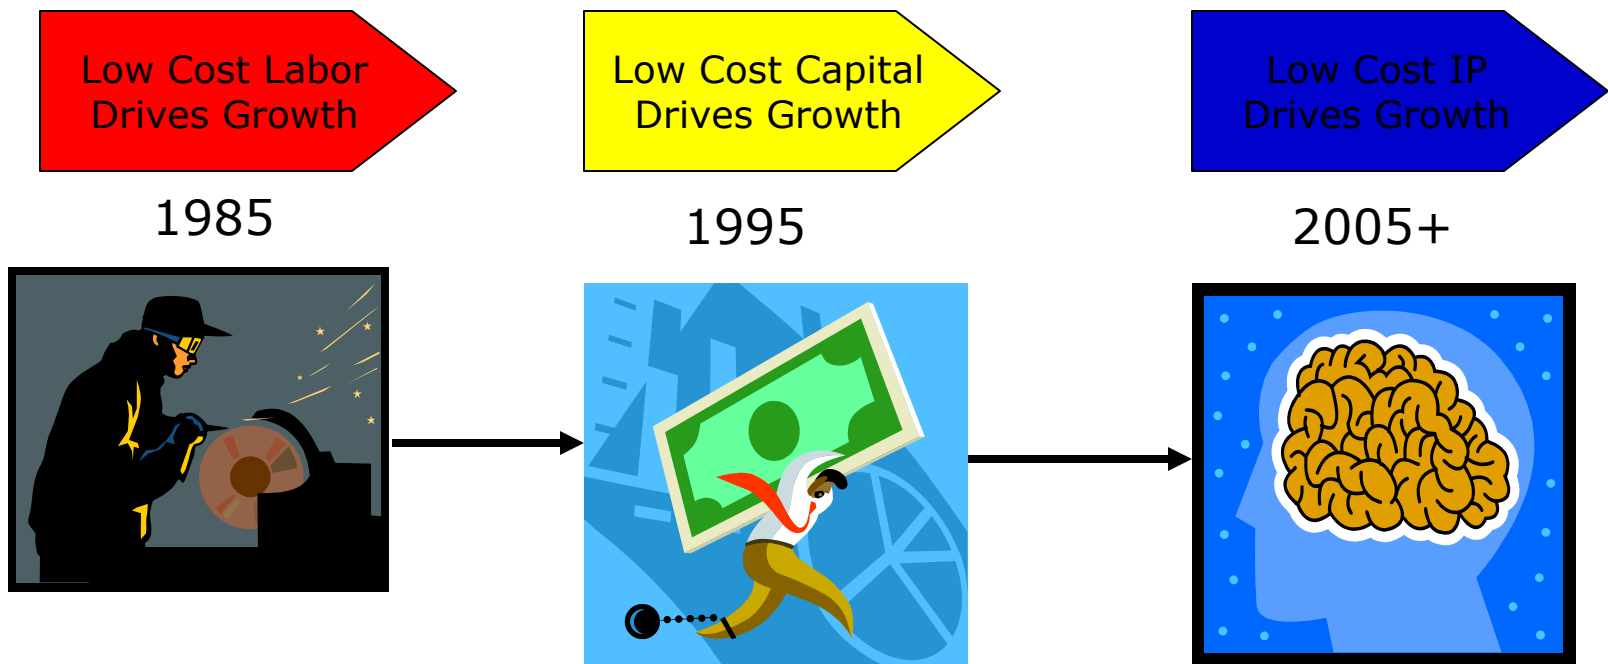 Low Cost Labor
Drives Growth
Low Cost Capital
Drives Growth
Low Cost IP
Drives Growth
1985
1995
2005+